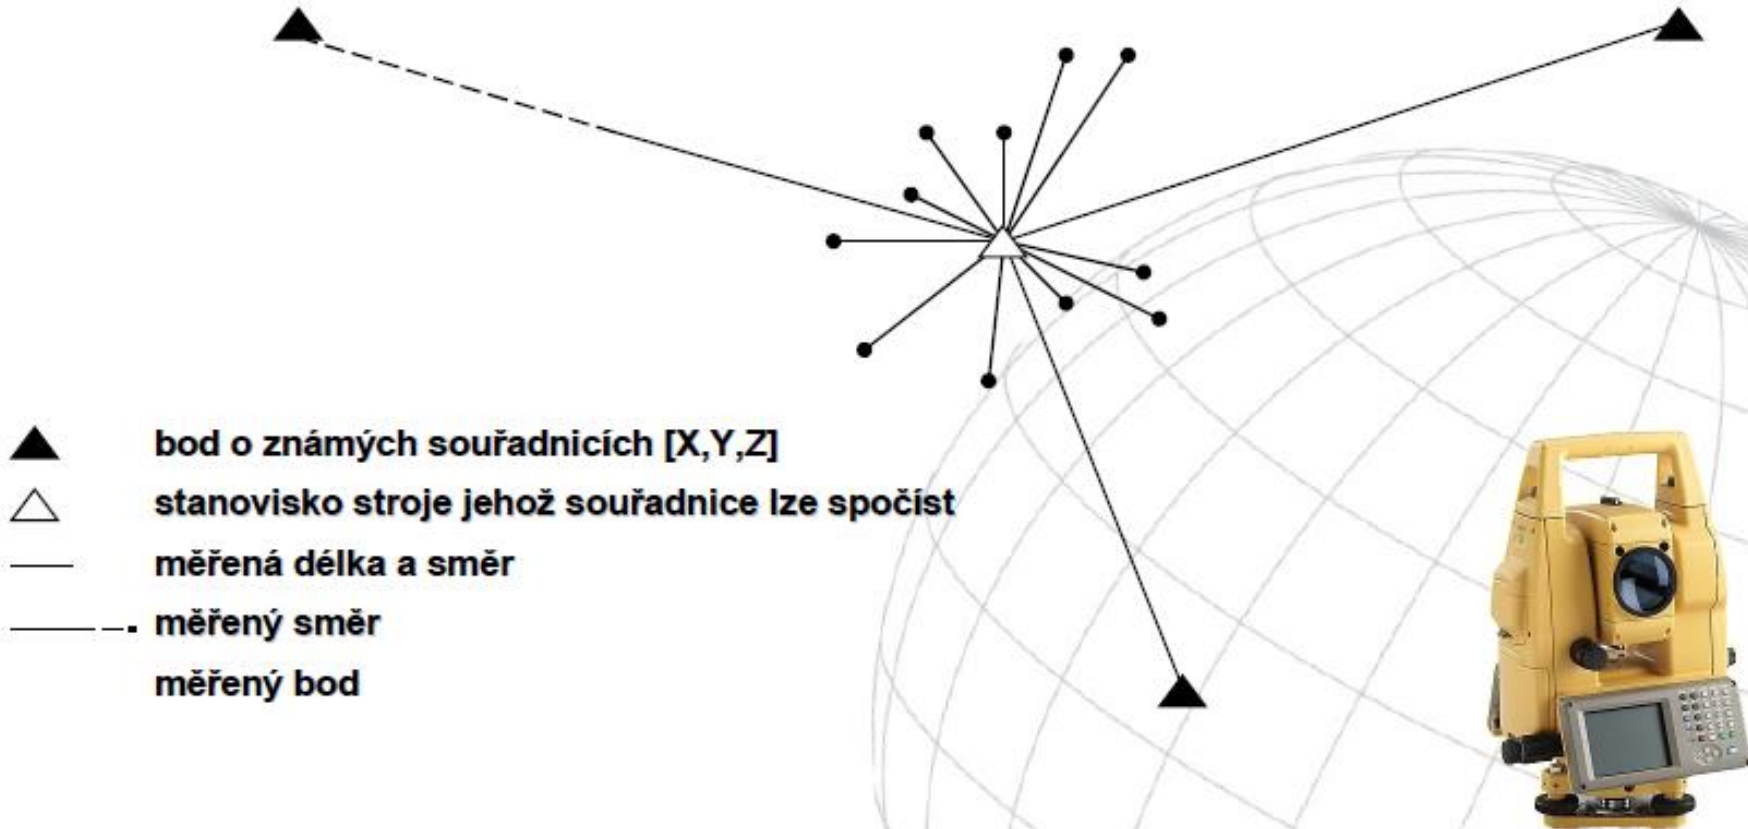 bod o známých souřadnicích [X,Y,Z]
stanovisko stroje jehož souřadnice lze spočíst
měřená délka a směr
měřený směr
měřený bod